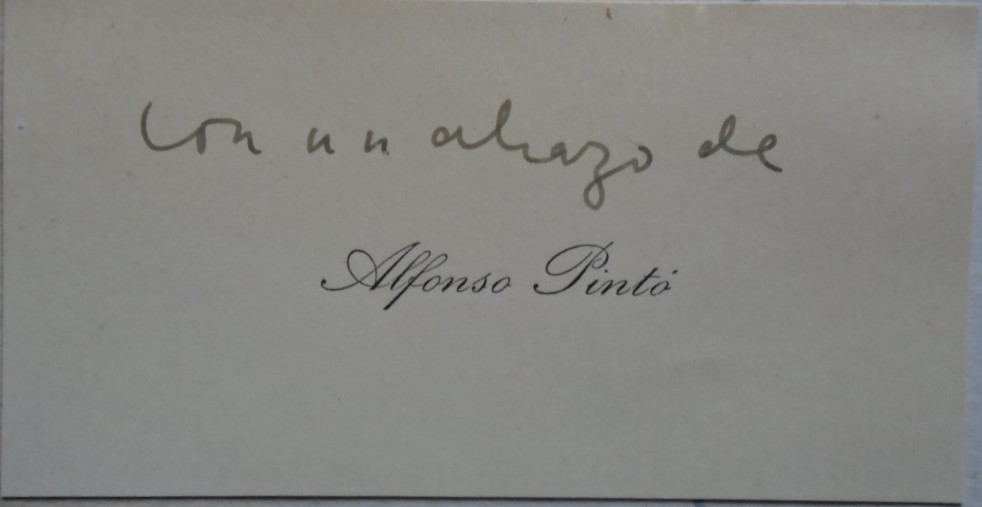 con un abrazo de
Alfonso Pintó